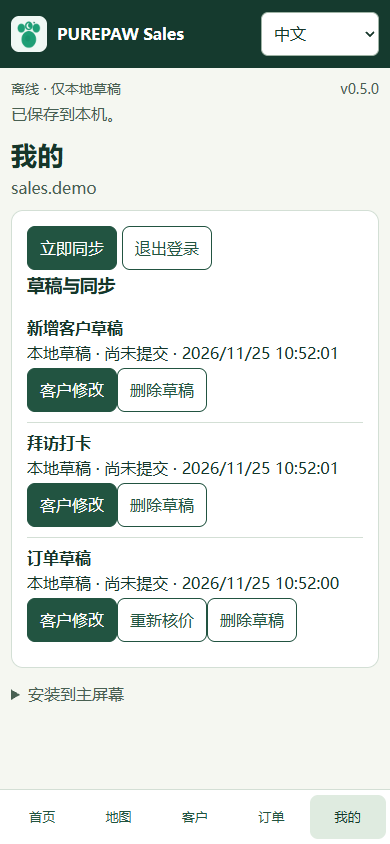 PUREPAW Sales 中文
离线 · 仅本地草稿 v0.5.0
已保存到本机。
我的
sales.demo
立即同步 退出登录
草稿与同步
新增客户草稿
本地草稿 · 尚未提交 · 2026/11/25 10:52:01
客户修改 删除草稿
拜访打卡
本地草稿 · 尚未提交 · 2026/11/25 10:52:01
客户修改 删除草稿
订单草稿
本地草稿 · 尚未提交 · 2026/11/25 10:52:00
客户修改 重新核价 删除草稿
安装到主屏幕
首页 地图 客户 订单 我的